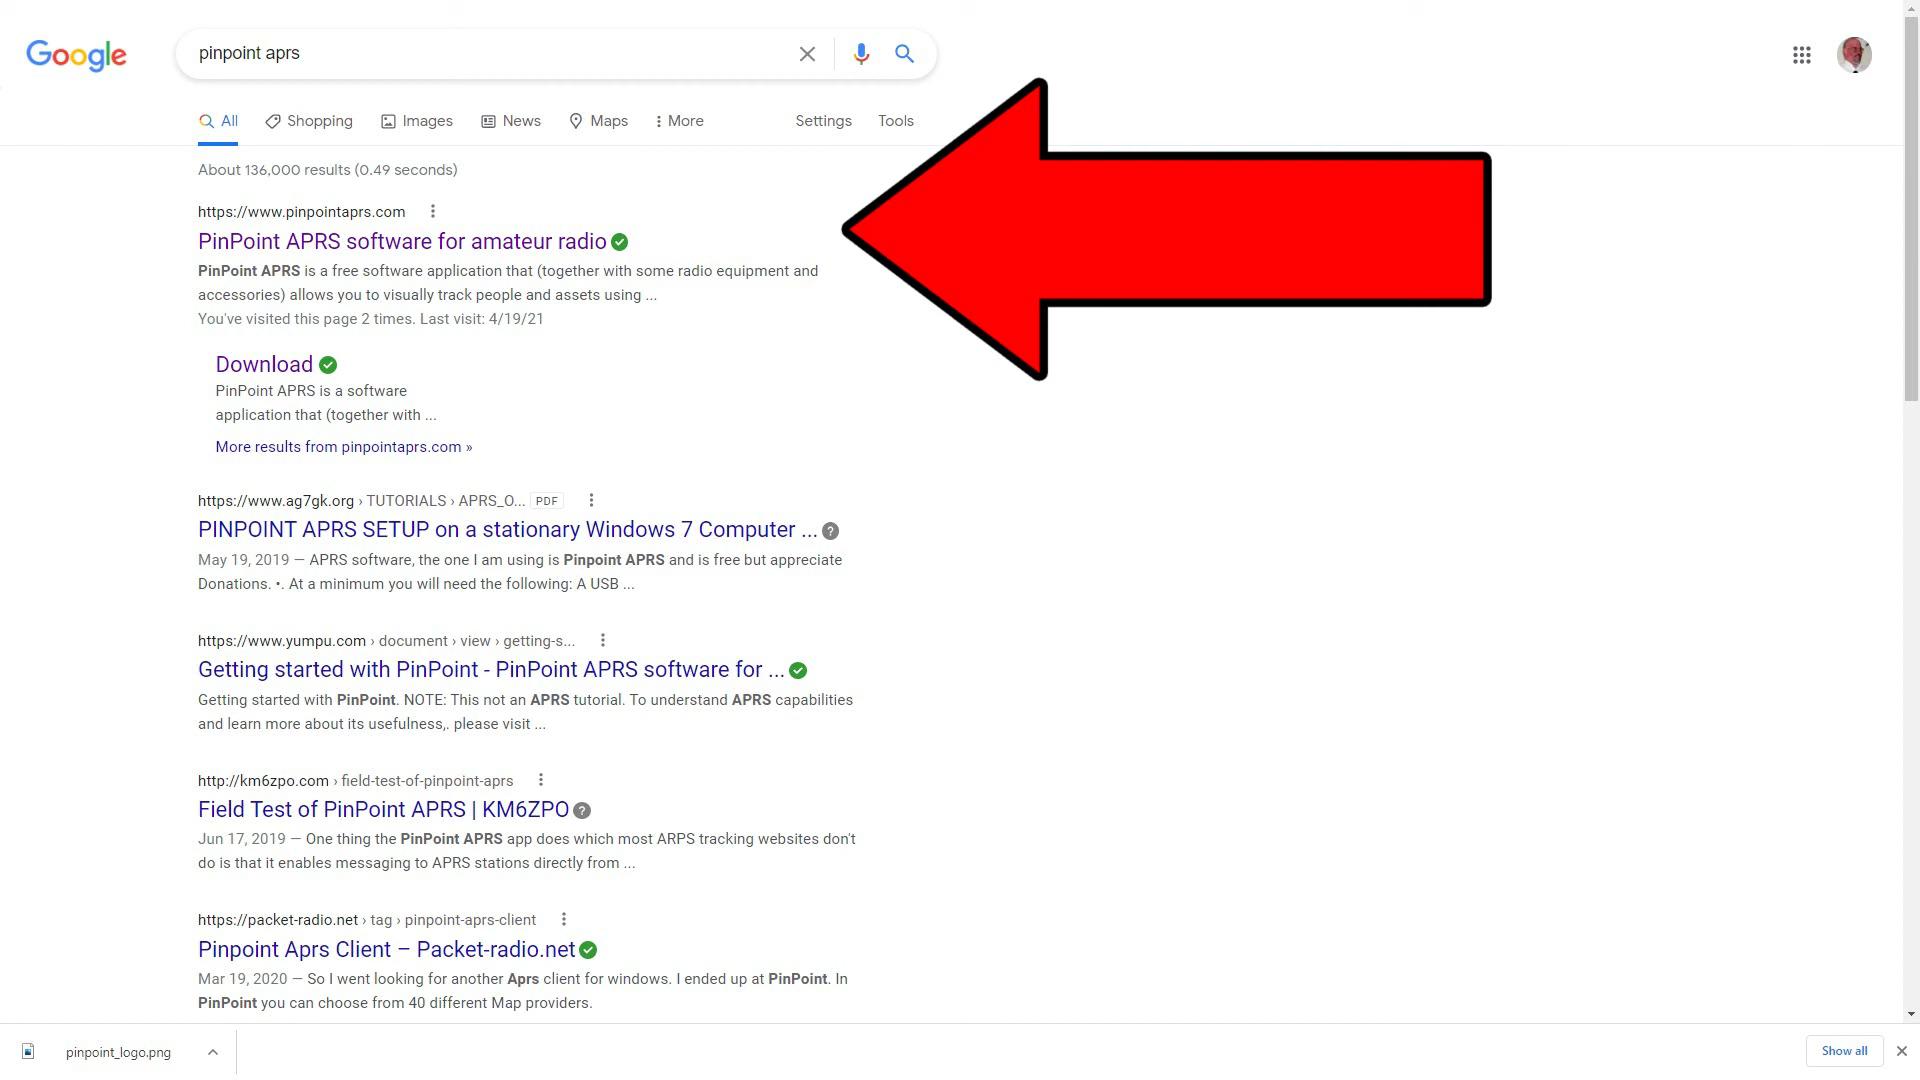 Google
pinpoint aprs
All Shopping Images News Maps More Settings Tools
About 136,000 results (0.49 seconds)
https://www.pinpointaprs.com
PinPoint APRS software for amateur radio
PinPoint APRS is a free software application that (together with some radio equipment and
accessories) allows you to visually track people and assets using ...
You've visited this page 2 times. Last visit: 4/19/21
Download
PinPoint APRS is a software
application that (together with ...
More results from pinpointaprs.com »
https://www.ag7gk.org › TUTORIALS › APRS_O... PDF
PINPOINT APRS SETUP on a stationary Windows 7 Computer ... ?
May 19, 2019 — APRS software, the one I am using is Pinpoint APRS and is free but appreciate
Donations. •. At a minimum you will need the following: A USB ...
https://www.yumpu.com › document › view › getting-s...
Getting started with PinPoint - PinPoint APRS software for ...
Getting started with PinPoint. NOTE: This not an APRS tutorial. To understand APRS capabilities
and learn more about its usefulness,. please visit ...
http://km6zpo.com › field-test-of-pinpoint-aprs
Field Test of PinPoint APRS | KM6ZPO ?
Jun 17, 2019 — One thing the PinPoint APRS app does which most ARPS tracking websites don't
do is that it enables messaging to APRS stations directly from ...
https://packet-radio.net › tag › pinpoint-aprs-client
Pinpoint Aprs Client – Packet-radio.net
Mar 19, 2020 — So I went looking for another Aprs client for windows. I ended up at PinPoint. In
PinPoint you can choose from 40 different Map providers.
pinpoint_logo.png
Show all